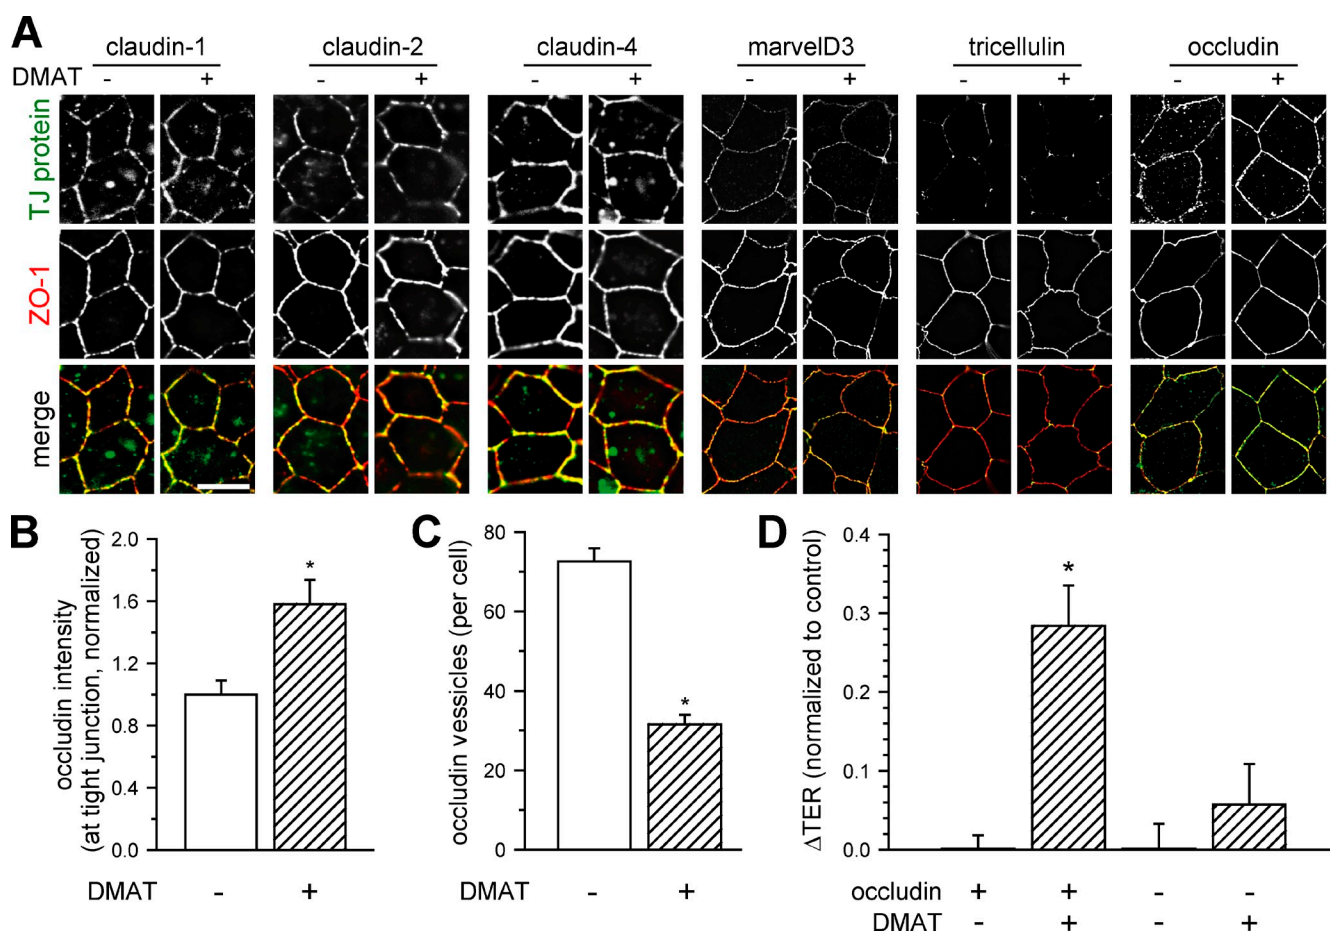 A
claudin-1 claudin-2 claudin-4 marvelD3 tricellulin occludin
DMAT - + - + - + - + - + - +
TJ protein
ZO-1
merge
B
occludin intensity
(at tight junction, normalized)
2.0
1.6
1.2
0.8
0.4
0.0
*
DMAT - +
C
occludin vessicles (per cell)
80
60
40
20
0
*
DMAT - +
D
ΔTER (normalized to control)
0.4
0.3
0.2
0.1
0.0
*
occludin + + - -
DMAT - + - +